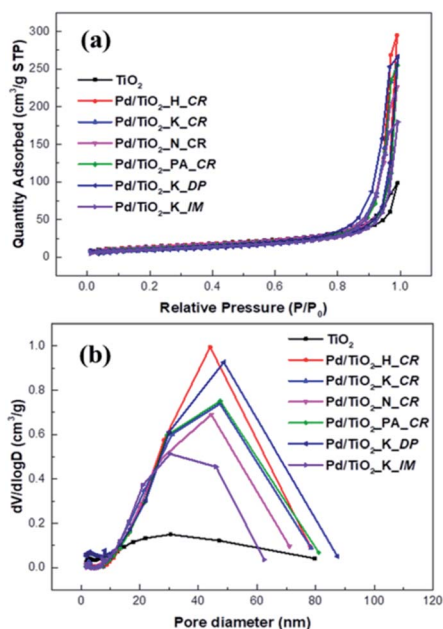 (a)
Quantity Adsorbed (cm³/g STP)
300
250
200
150
100
50
0
TiO₂
Pd/TiO₂_H_CR
Pd/TiO₂_K_CR
Pd/TiO₂_N_CR
Pd/TiO₂_PA_CR
Pd/TiO₂_K_DP
Pd/TiO₂_K_IM
0.0 0.2 0.4 0.6 0.8 1.0
Relative Pressure (P/P₀)
(b)
dV/dlogD (cm³/g)
1.0
0.8
0.6
0.4
0.2
0.0
TiO₂
Pd/TiO₂_H_CR
Pd/TiO₂_K_CR
Pd/TiO₂_N_CR
Pd/TiO₂_PA_CR
Pd/TiO₂_K_DP
Pd/TiO₂_K_IM
0 20 40 60 80 100 120
Pore diameter (nm)